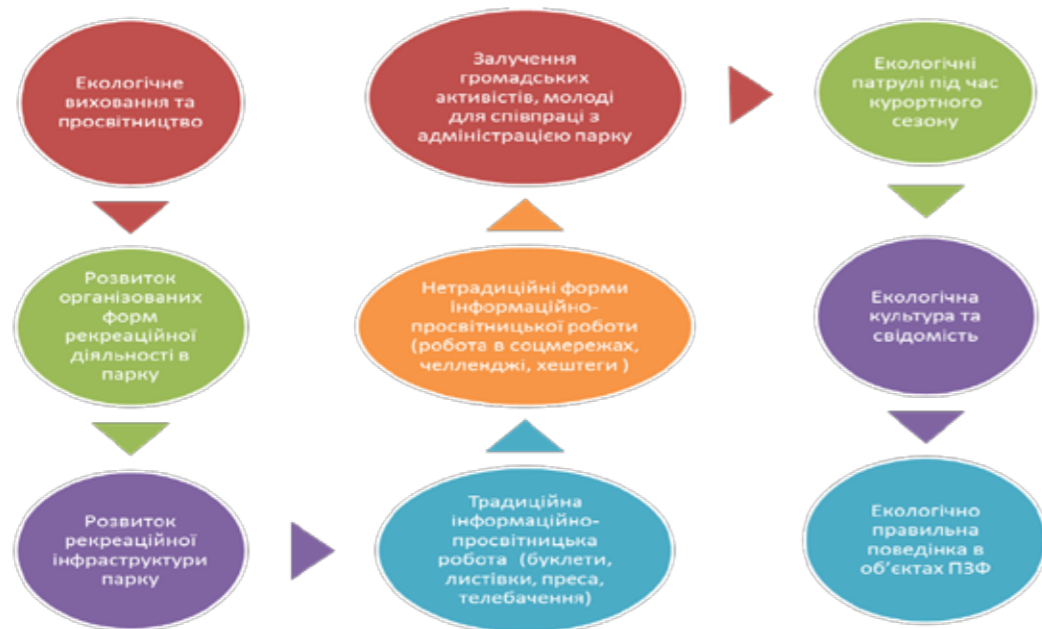 Екологічне
виховання та
просвітництво
Розвиток
організованих
форм
рекреаційної
діяльності в
парку
Розвиток
рекреаційної
інфраструктури
парку
Традиційна
інформаційно-
просвітницька
робота (буклети,
листівки, преса,
телебачення)
Нетрадиційні форми
інформаційно-
просвітницької роботи
(робота в соцмережах,
челленджі, хештеги )
Залучення
громадських
активістів, молоді
для співпраці з
адміністрацією парку
Екологічні
патрулі під час
курортного
сезону
Екологічна
культура та
свідомість
Екологічно
правильна
поведінка в
об’єктах ПЗФ